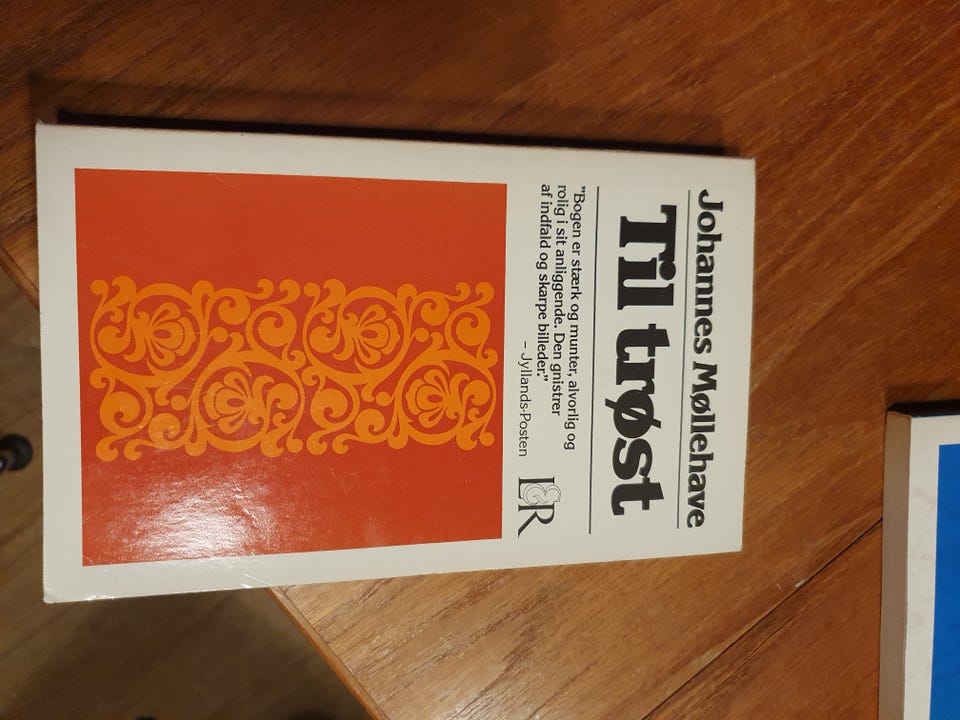 Johannes Møllehave
Til trøst
"Bogen er stærk og munter, alvorlig og
rolig i sit anliggende. Den gnistrer
af indfald og skarpe billeder."
– Jyllands-Posten
L&R